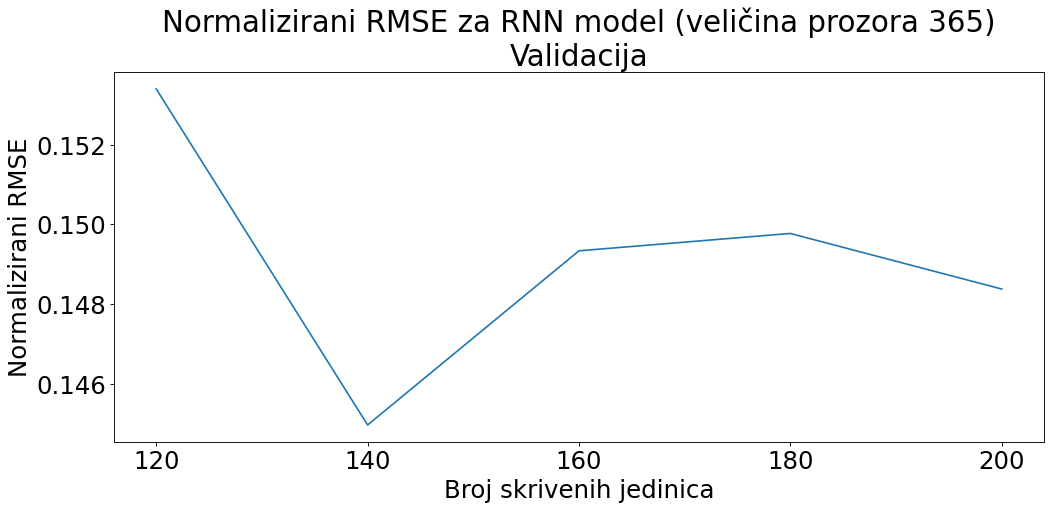 Normalizirani RMSE za RNN model (veličina prozora 365)
Validacija
Normalizirani RMSE
0.152
0.150
0.148
0.146
120 140 160 180 200
Broj skrivenih jedinica